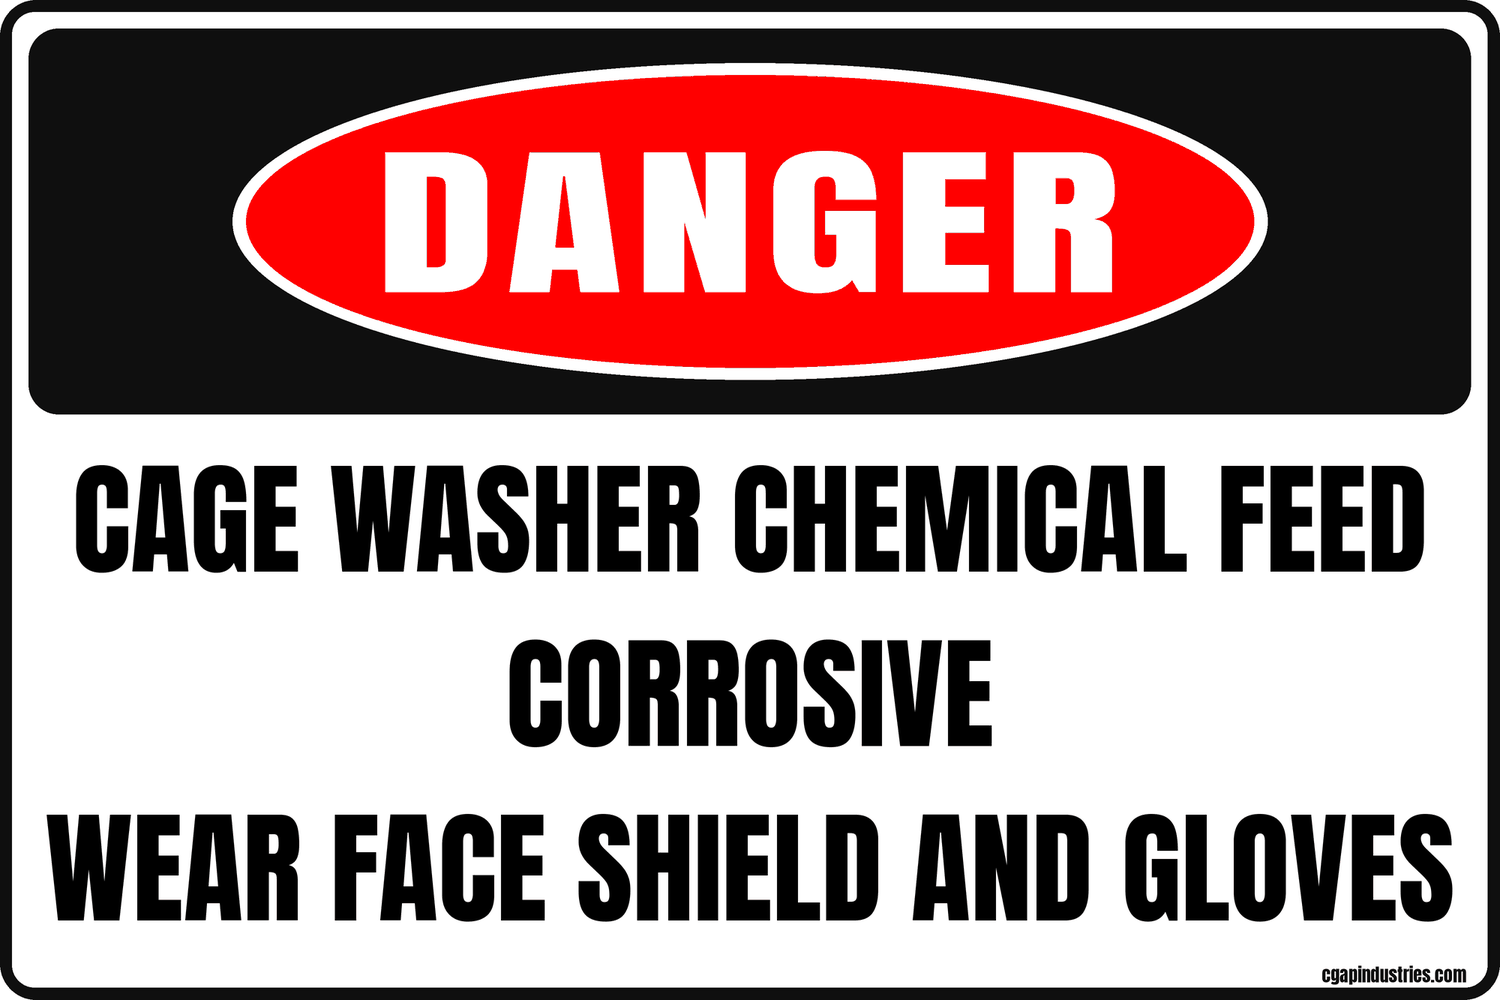 DANGER
CAGE WASHER CHEMICAL FEED
CORROSIVE
WEAR FACE SHIELD AND GLOVES
cgapindustries.com